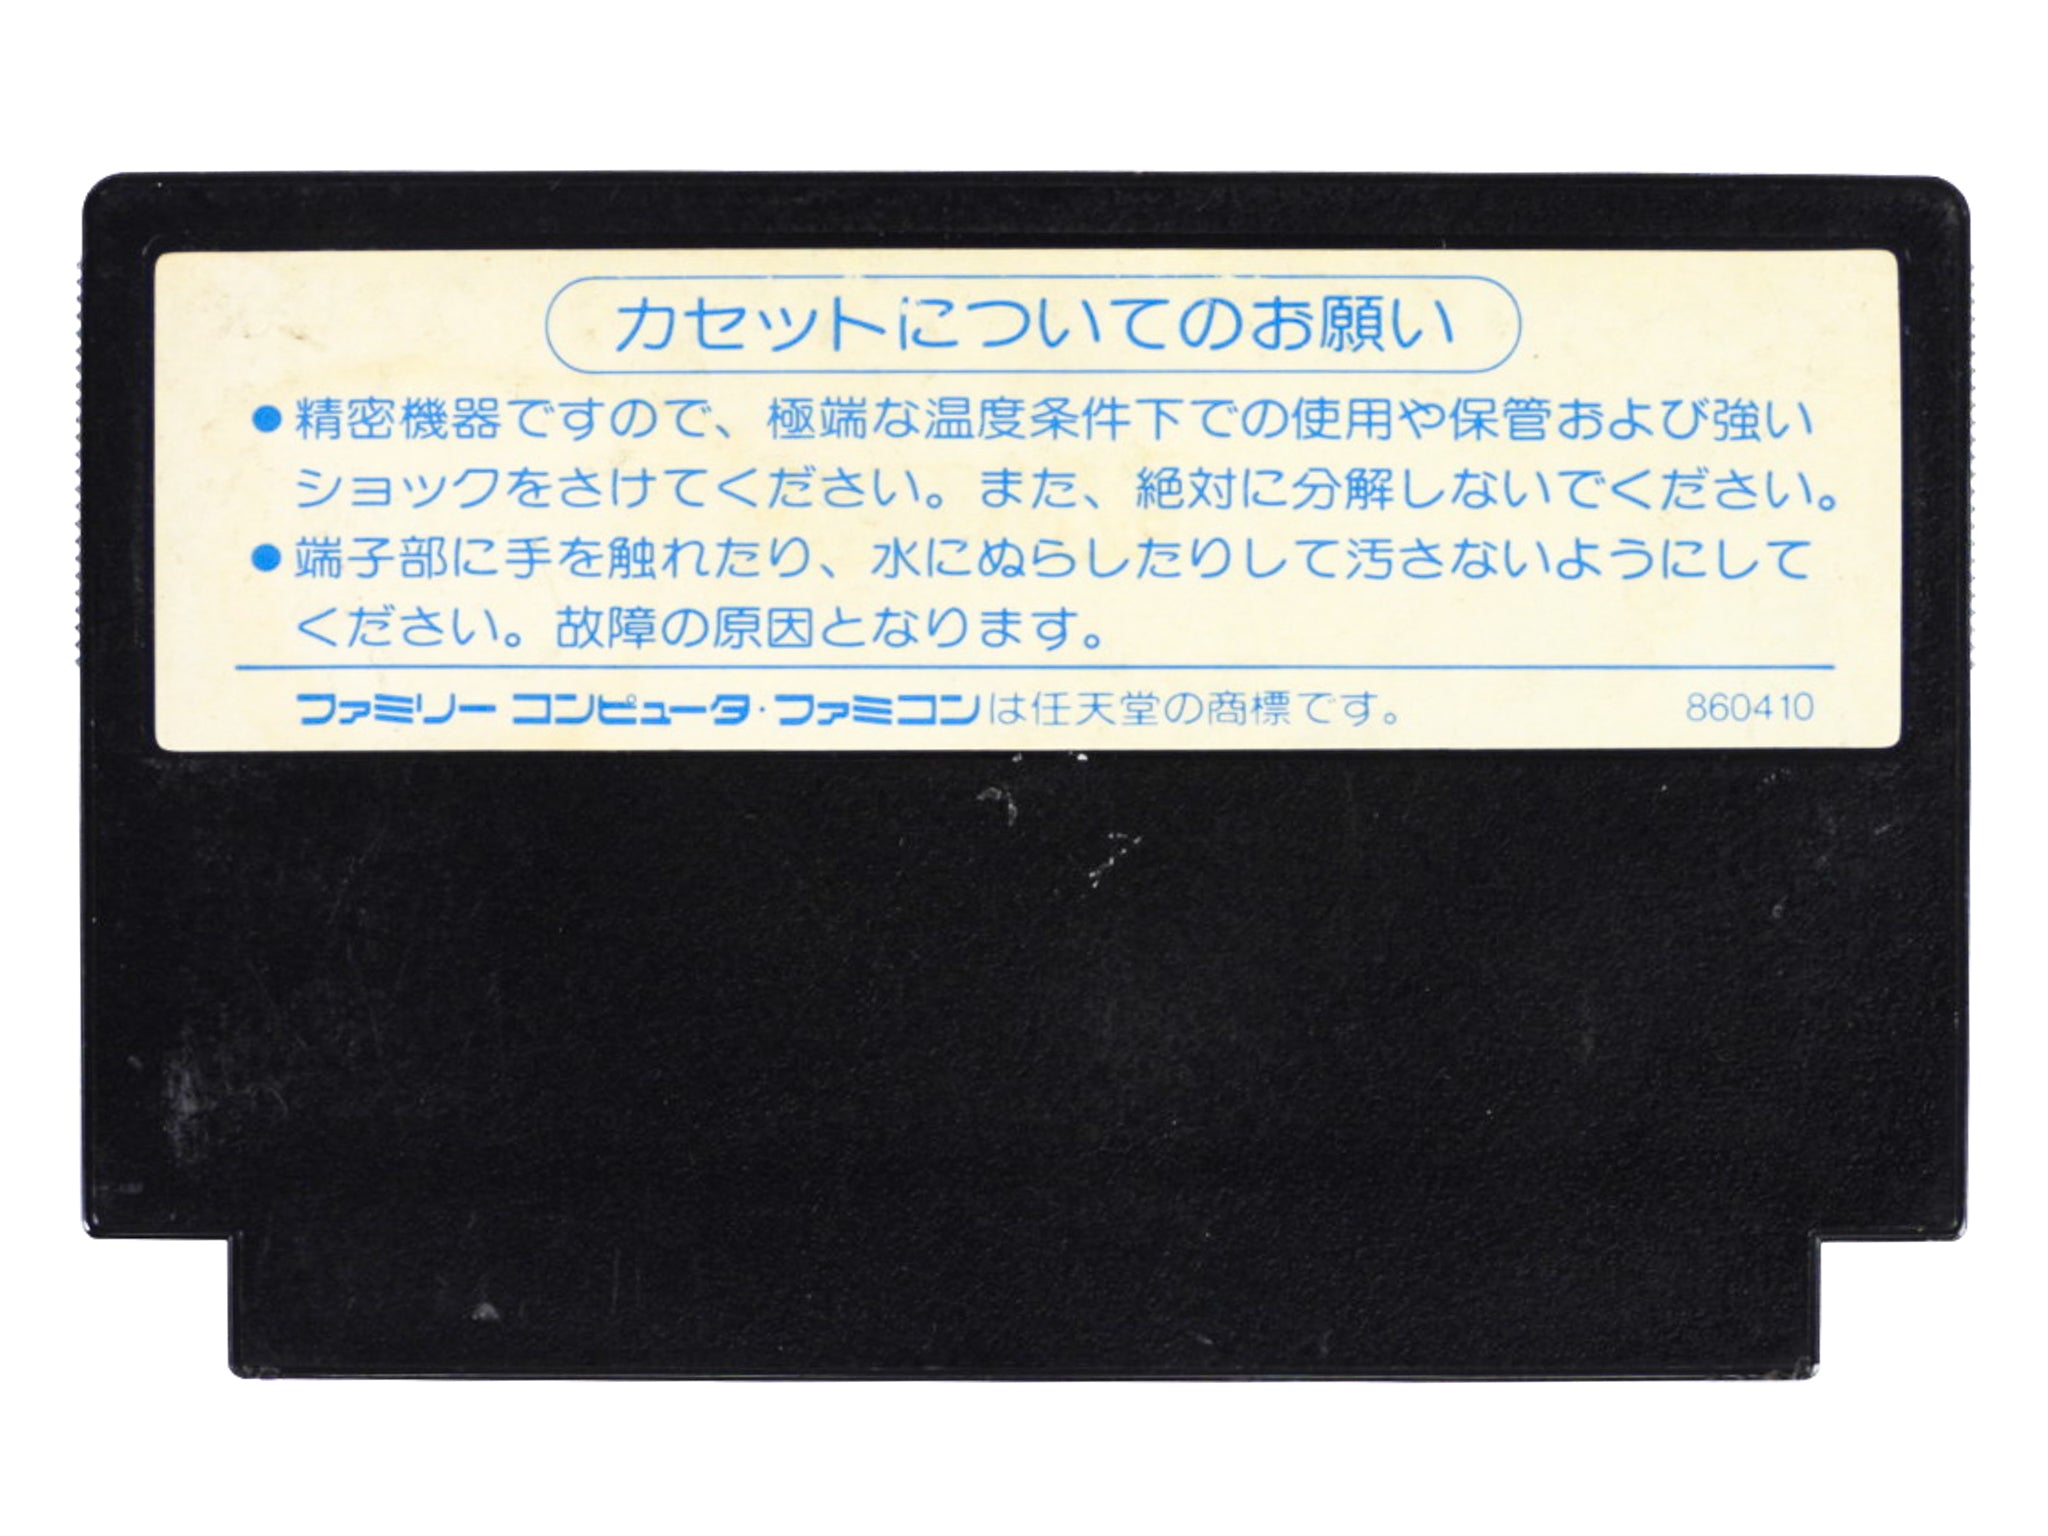 カセットについてのお願い
●精密機器ですので、極端な温度条件下での使用や保管および強い
ショックをさけてください。また、絶対に分解しないでください。
●端子部に手を触れたり、水にぬらしたりして汚さないようにして
ください。故障の原因となります。
ファミリー コンピュータ・ファミコンは任天堂の商標です。 860410